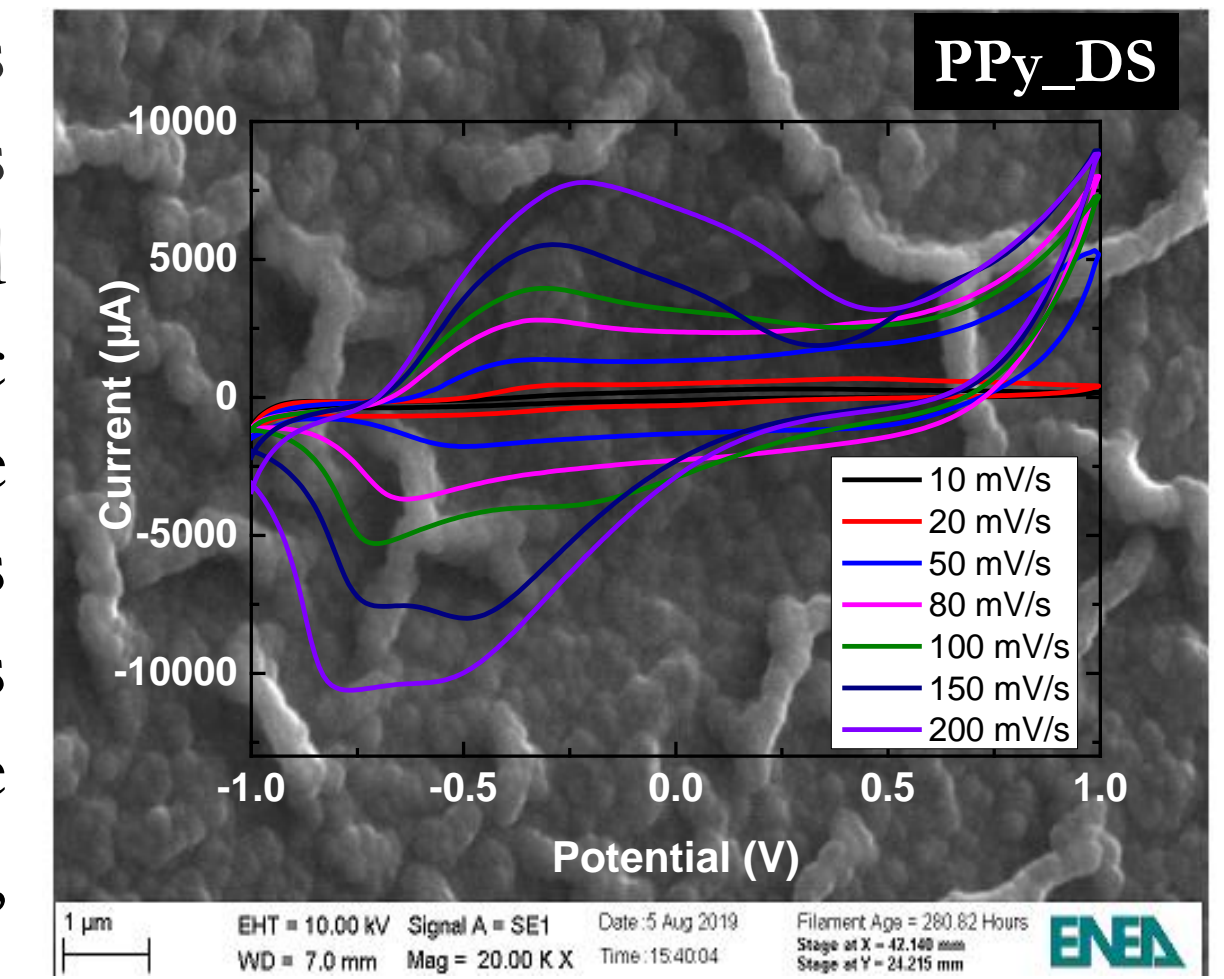 PPy_DS
10000
5000
0
-5000
-10000
Current (µA)
10 mV/s
20 mV/s
50 mV/s
80 mV/s
100 mV/s
150 mV/s
200 mV/s
-1.0 -0.5 0.0 0.5 1.0
Potential (V)
1 µm
EHT = 10.00 kV Signal A = SE1 Date :5 Aug 2019 Filament Age = 280.82 Hours
WD = 7.0 mm Mag = 20.00 K X Time :15:40:04 Stage at X = 42.140 mm
Stage at Y = 24.215 mm
ENEA